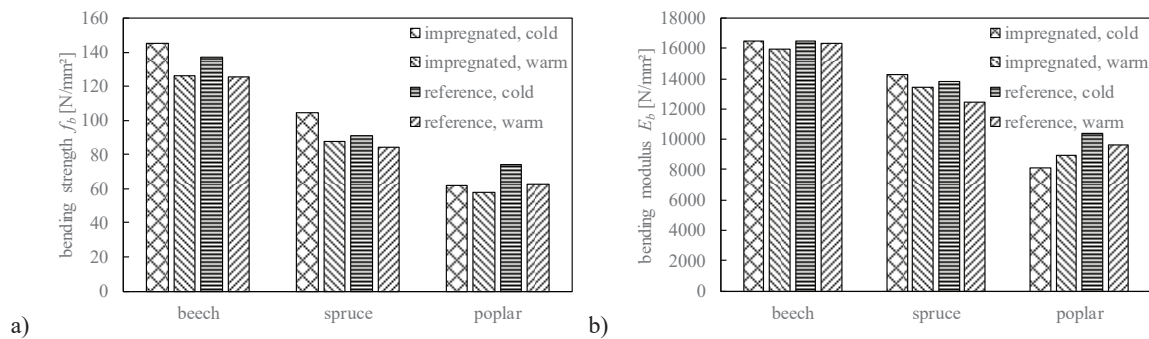 160
140
120
100
80
60
40
20
0
bending strength f_b [N/mm²]
impregnated, cold
impregnated, warm
reference, cold
reference, warm
beech spruce poplar
a)
18000
16000
14000
12000
10000
8000
6000
4000
2000
0
bending modulus E_b [N/mm²]
impregnated, cold
impregnated, warm
reference, cold
reference, warm
beech spruce poplar
b)